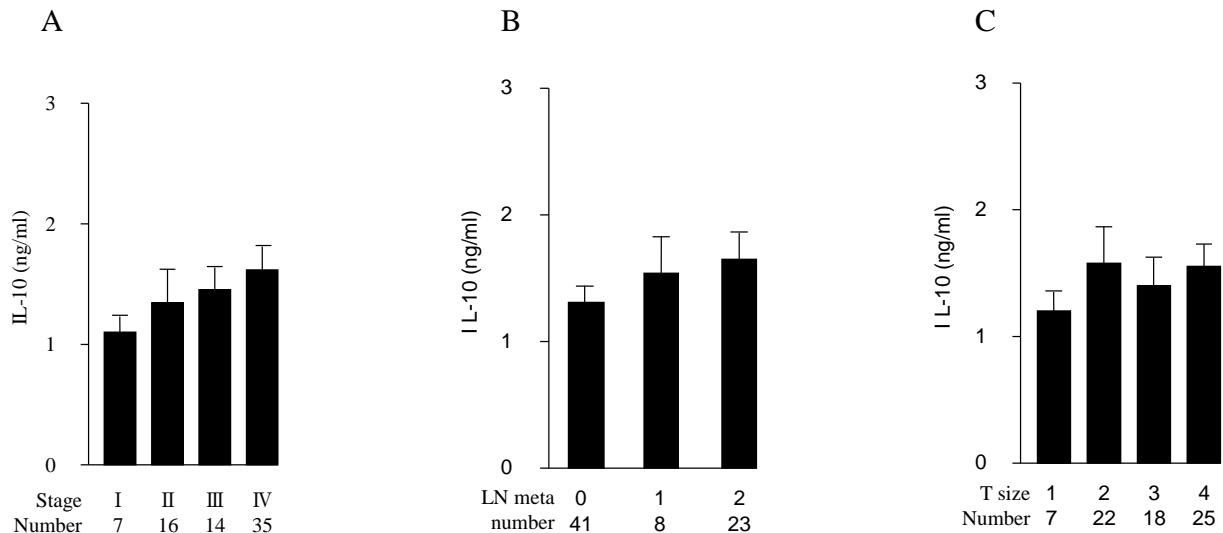 A
3
2
1
0
IL-10 (ng/ml)
Stage I Ⅱ Ⅲ Ⅳ
Number 7 16 14 35
B
3
2
1
0
I L-10 (ng/ml)
LN meta 0 1 2
number 41 8 23
C
3
2
1
0
I L-10 (ng/ml)
T size 1 2 3 4
Number 7 22 18 25